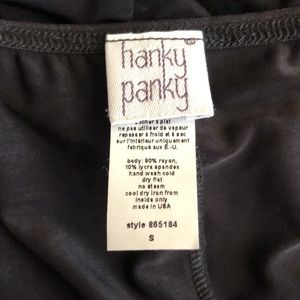 hanky®
panky®
sécher à plat
ne pas utiliser de vapeur
repasser à froid et à sec
sur l'intérieur uniquement
aux É.-U.
body: 90% rayon,
10% lycra spandex
hand wash cold
dry flat
no steam
cool dry iron from
inside only
made in USA
style 865184
S